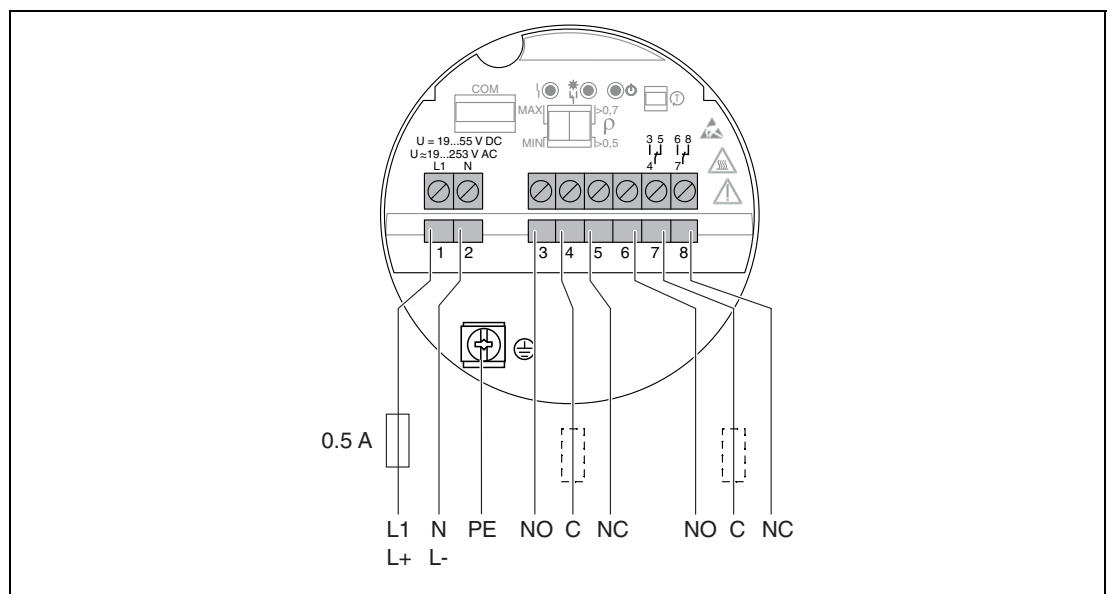 COM
MAX
>0,7
ρ
MIN
>0,5
T
U = 19...55 V DC
U≂19...253 V AC
L1 N
3 5
4
6 8
7
1 2 3 4 5 6 7 8
0.5 A
L1 N PE NO C NC NO C NC
L+ L-